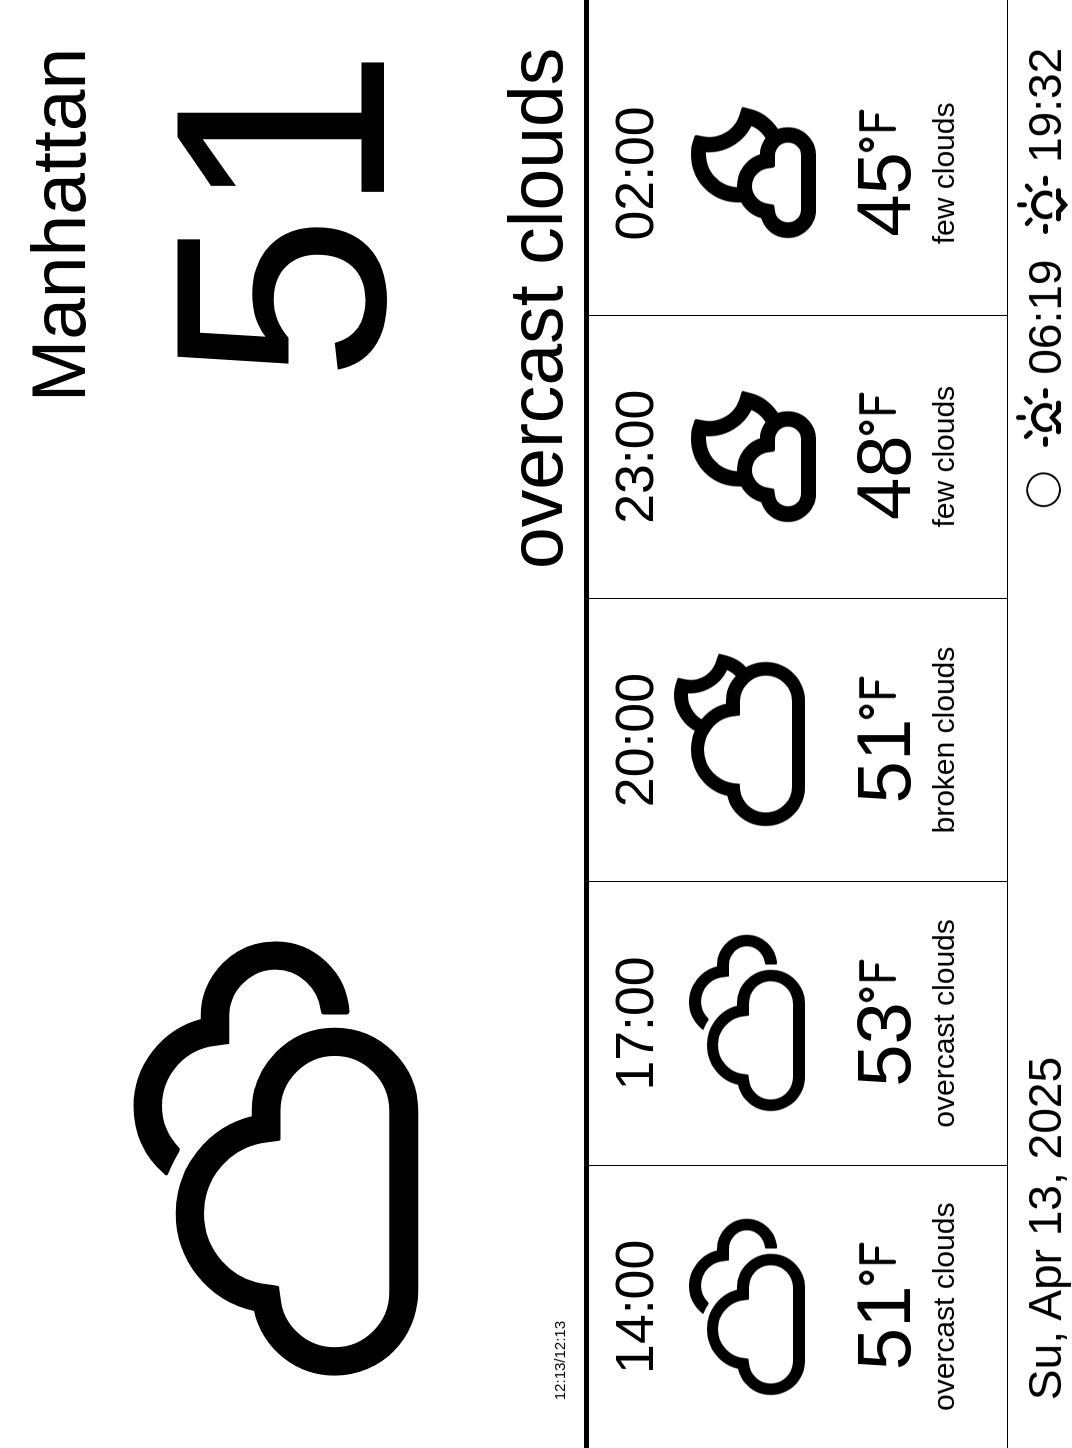 Manhattan
51
overcast clouds
12:13/12:13
14:00 17:00 20:00 23:00 02:00
51°F 53°F 51°F 48°F 45°F
overcast clouds overcast clouds broken clouds few clouds few clouds
Su, Apr 13, 2025 06:19 19:32